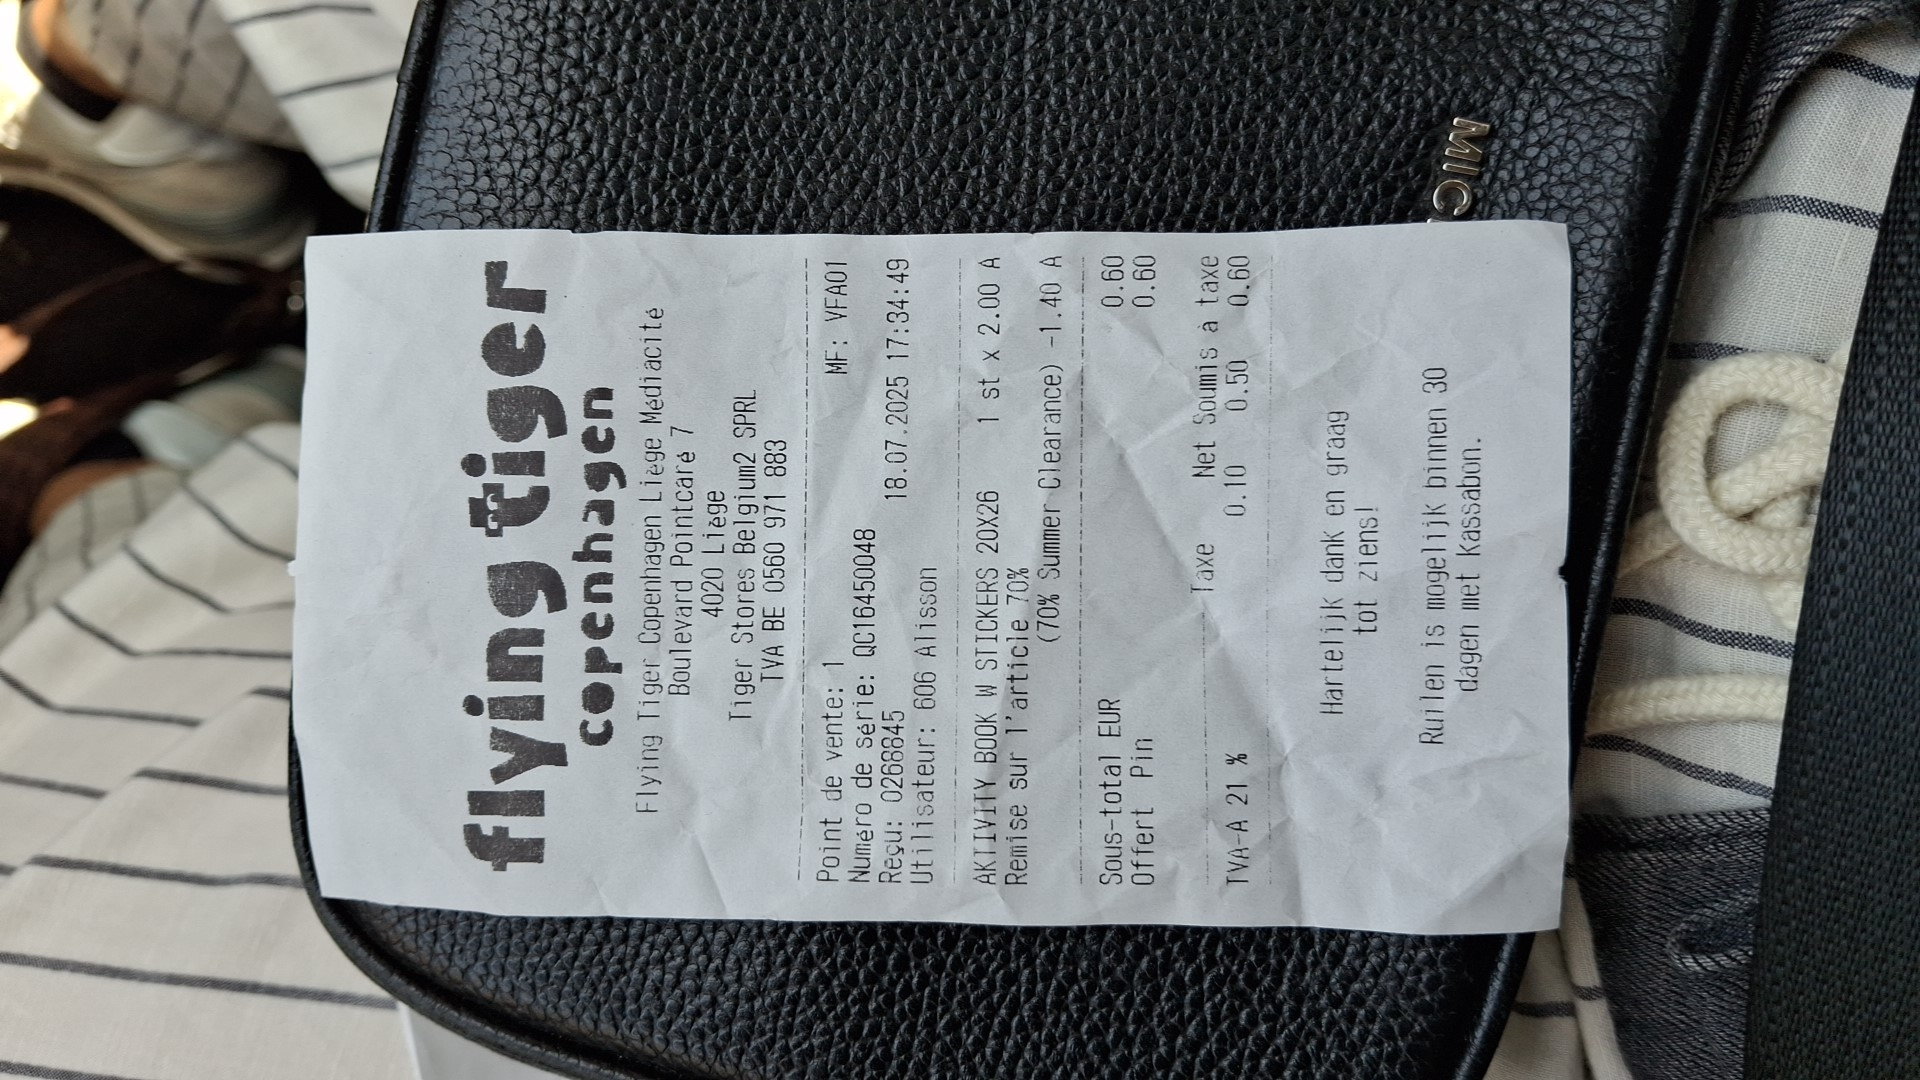 flying tiger
copenhagen
Flying Tiger Copenhagen Liège Médiacité
Boulevard Pointcaré 7
4020 Liège
Tiger Stores Belgium2 SPRL
TVA BE 0560 971 883
Point de vente: 1 MF: VFA01
Numéro de série: QC16450048
Reçu: 0268845 18.07.2025 17:34:49
Utilisateur: 606 Alisson
AKTIVITY BOOK W STICKERS 20X26 1 st x 2.00 A
Remise sur l'article 70% -1.40 A
(70% Summer Clearance)
Sous-total EUR 0.60
Offert Pin 0.60
Taxe Net Soumis à taxe
TVA-A 21 % 0.10 0.50 0.60
Hartelijk dank en graag
tot ziens!
Ruilen is mogelijk binnen 30
dagen met Kassabon.
MIC